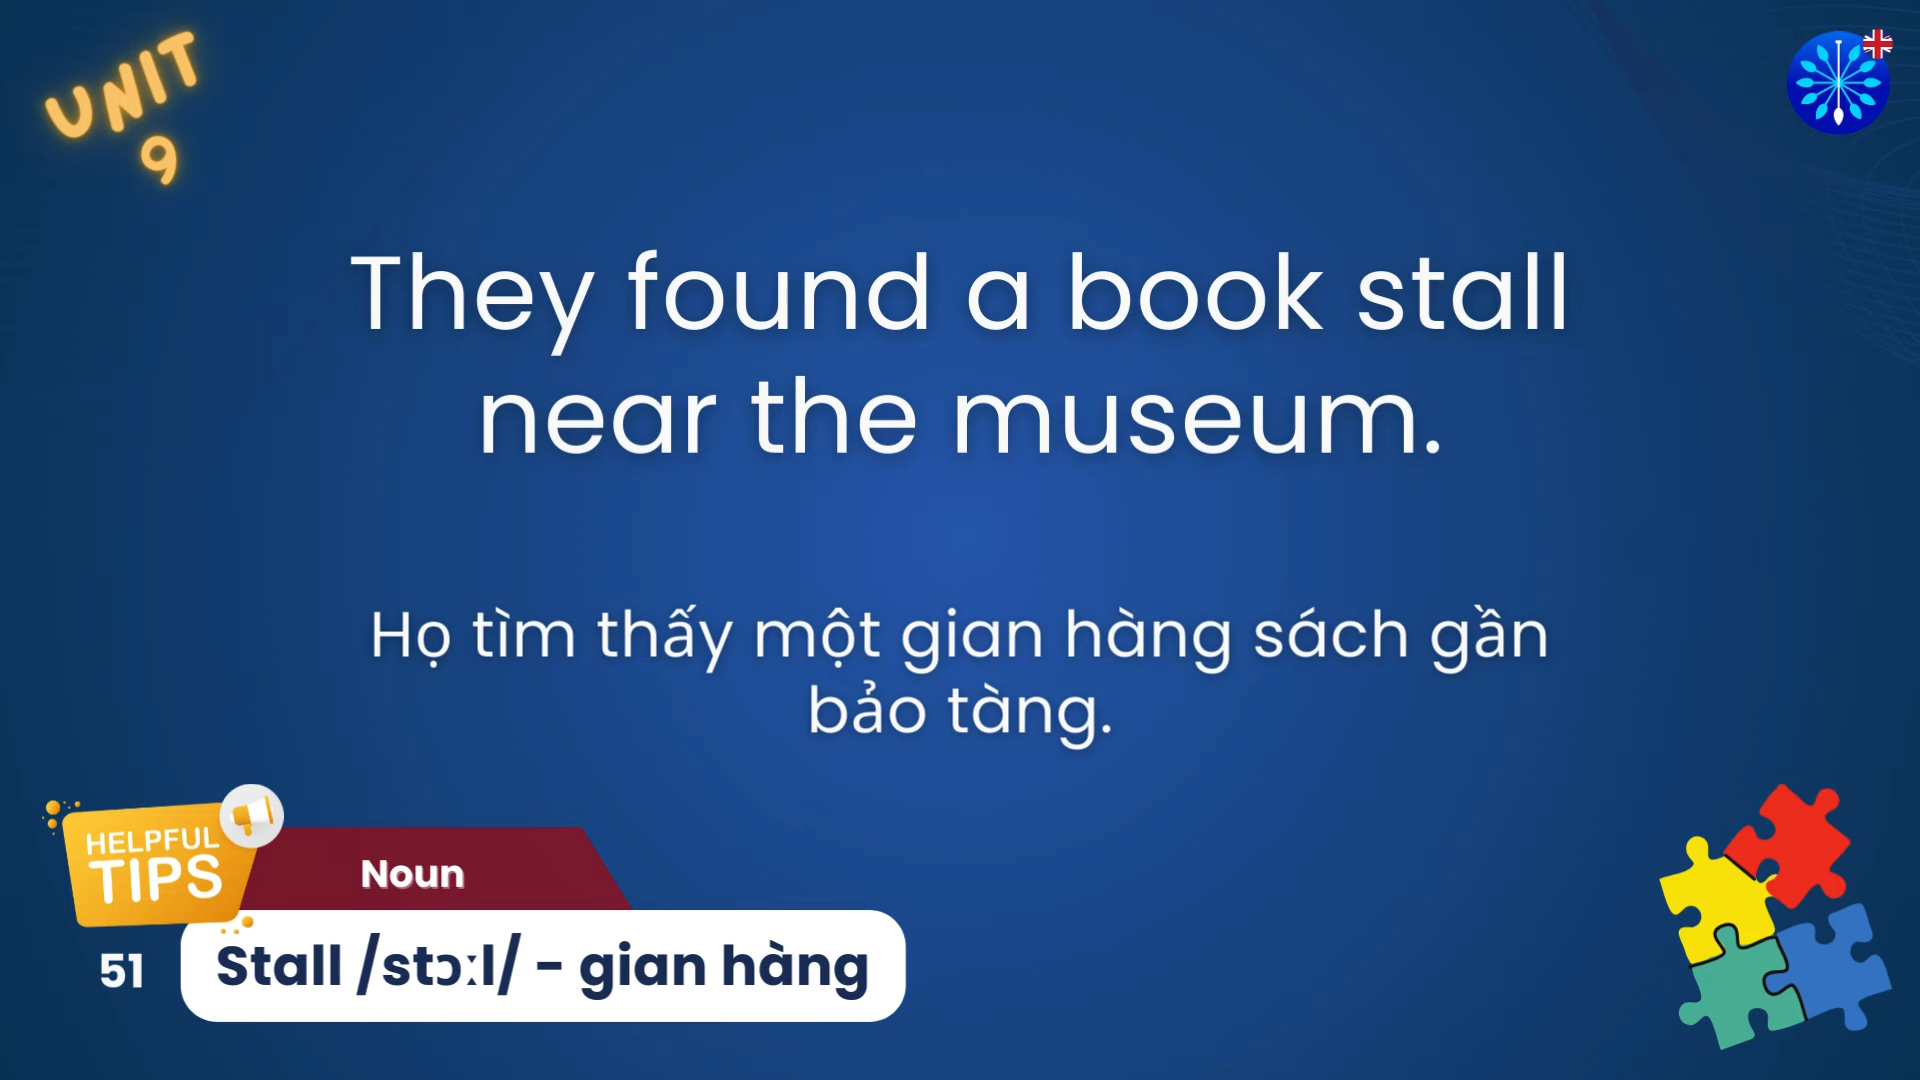 UNIT
9
They found a book stall
near the museum.
Họ tìm thấy một gian hàng sách gần
bảo tàng.
HELPFUL
TIPS
Noun
51
Stall /stɔːl/ - gian hàng